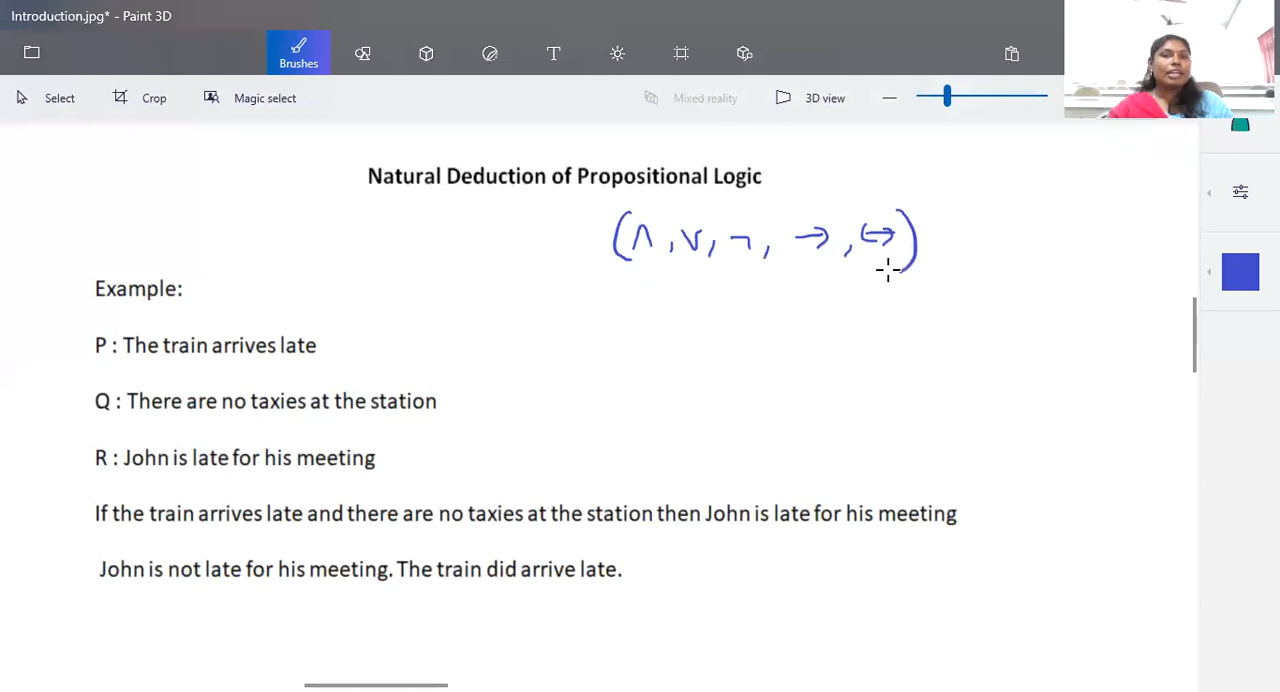 Introduction.jpg* - Paint 3D
Brushes
Select
Crop
Magic select
Mixed reality
3D view
Natural Deduction of Propositional Logic
(∧, ∨, ¬, →, ↔)
Example:
P : The train arrives late
Q : There are no taxies at the station
R : John is late for his meeting
If the train arrives late and there are no taxies at the station then John is late for his meeting
John is not late for his meeting. The train did arrive late.